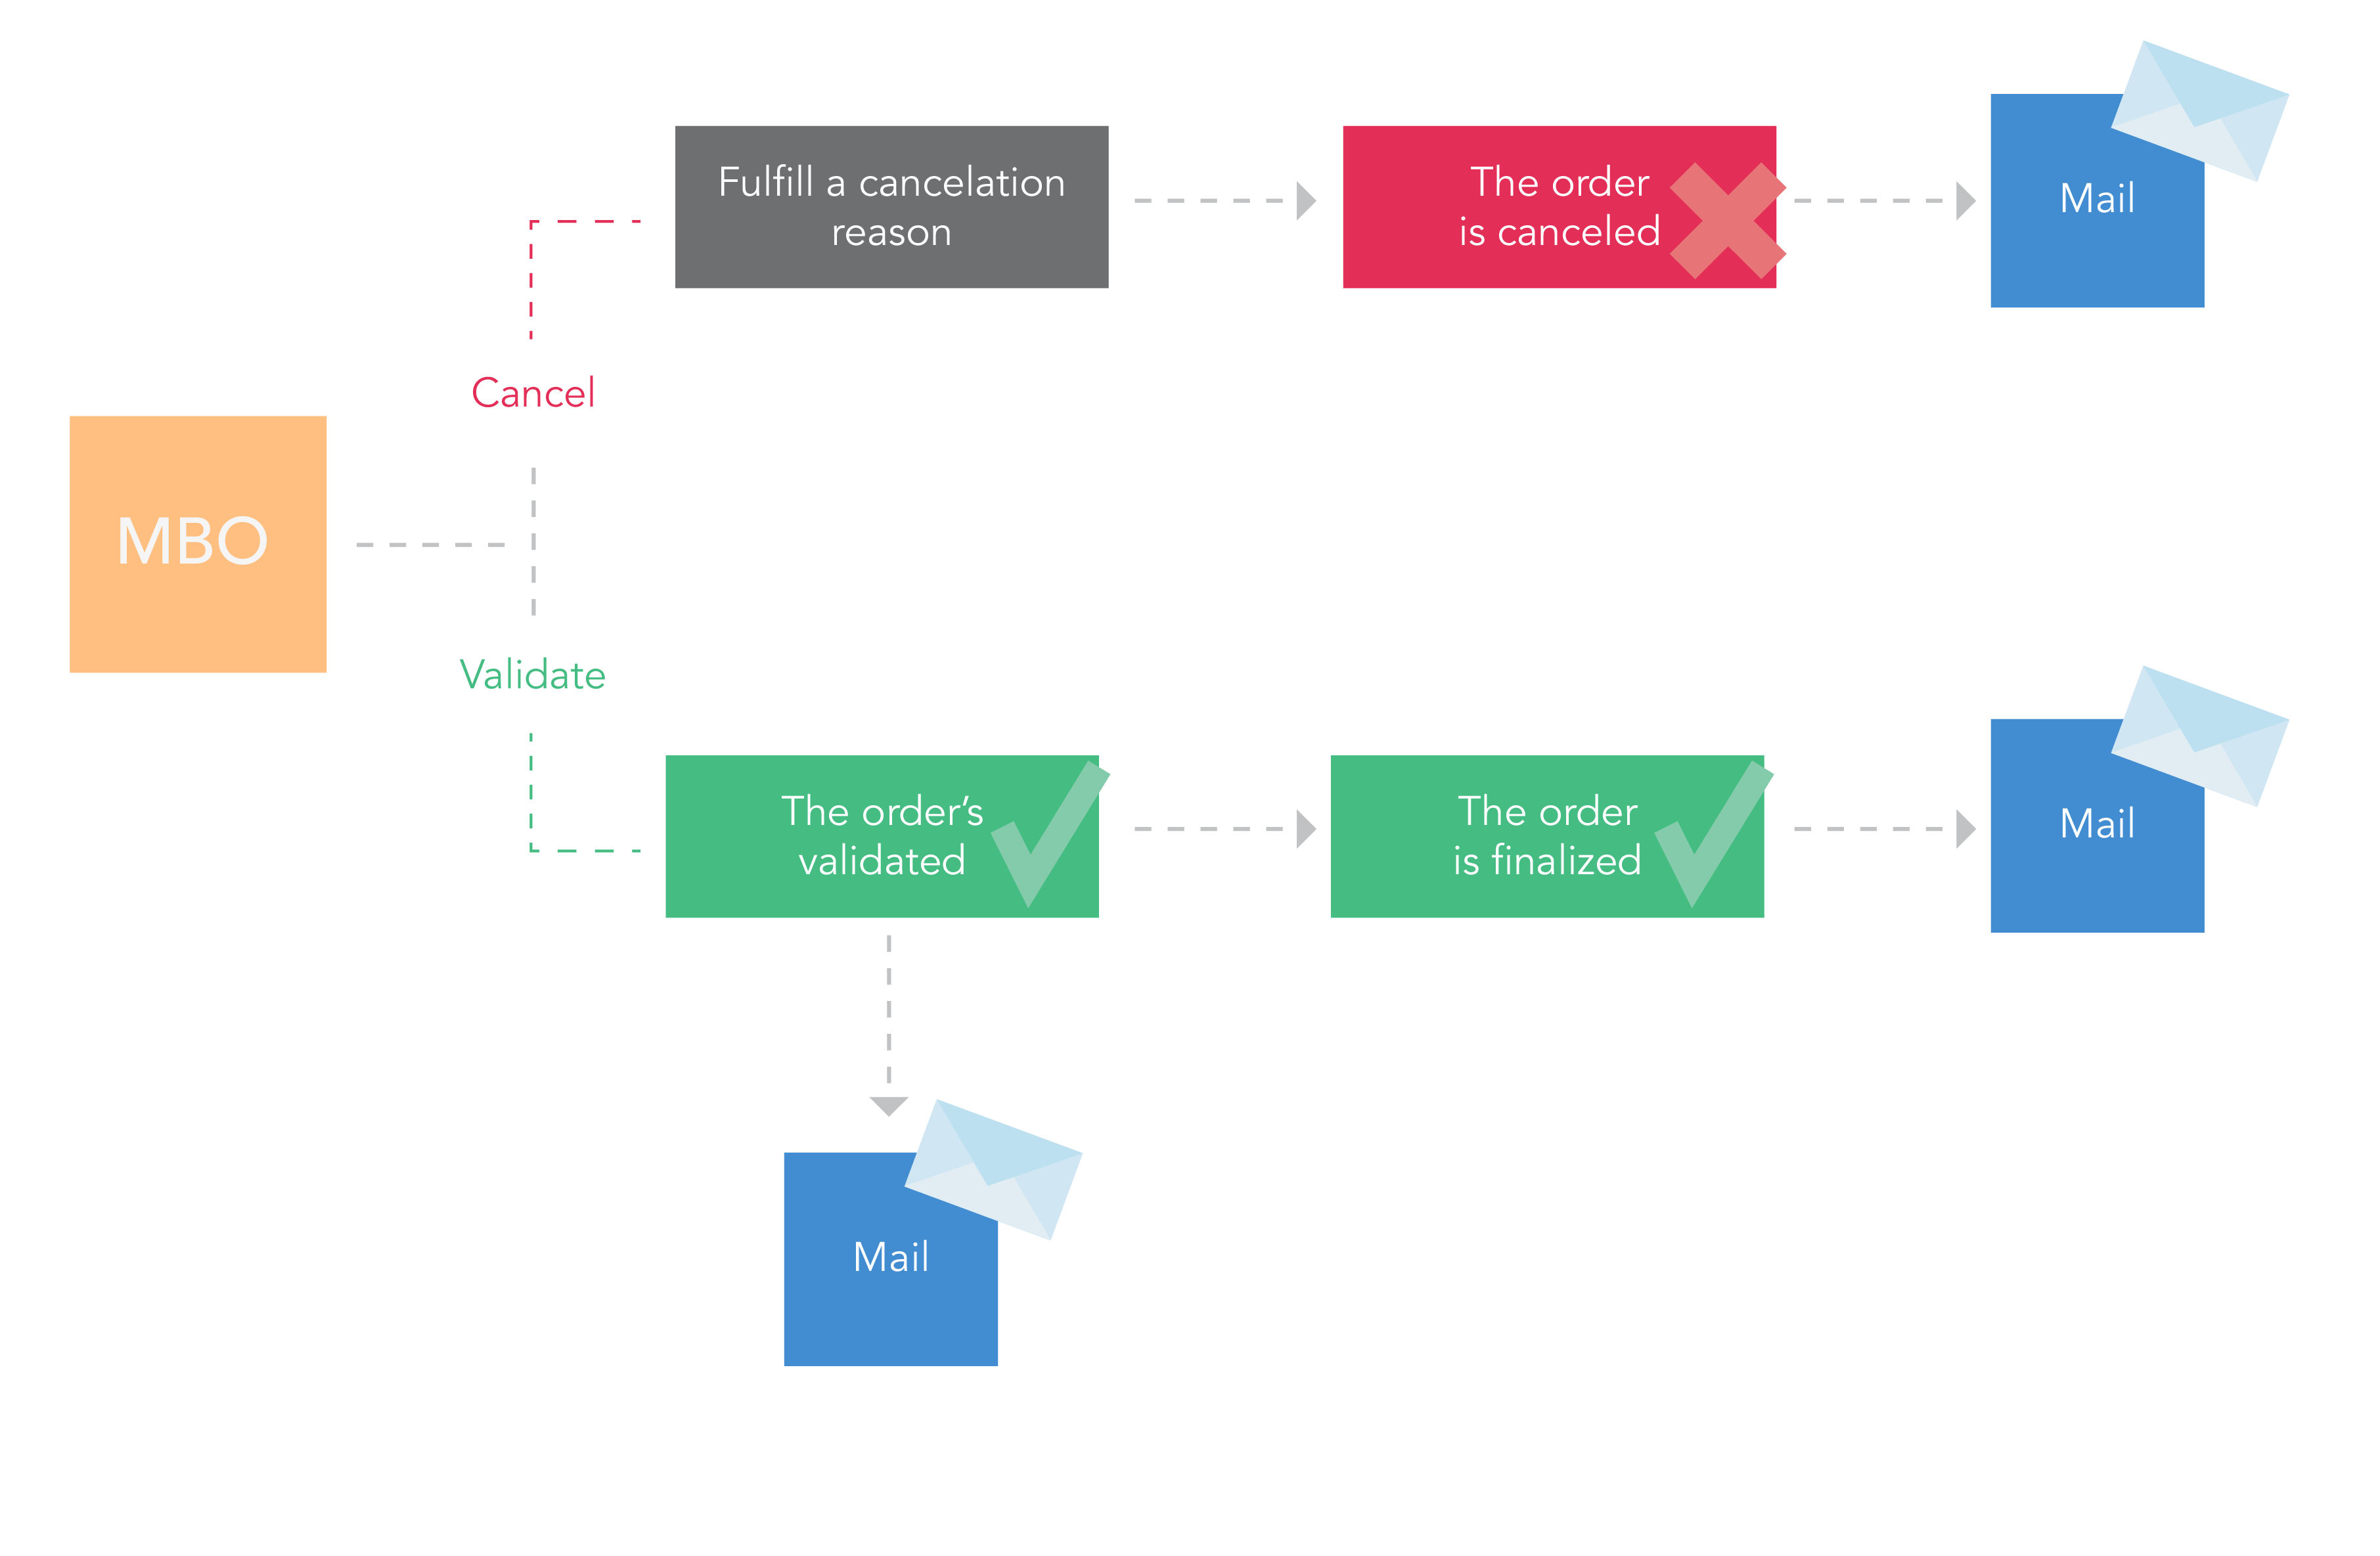 Fulfill a cancelation
reason
The order
is canceled
Mail
Cancel
MBO
Validate
The order's
validated
The order
is finalized
Mail
Mail